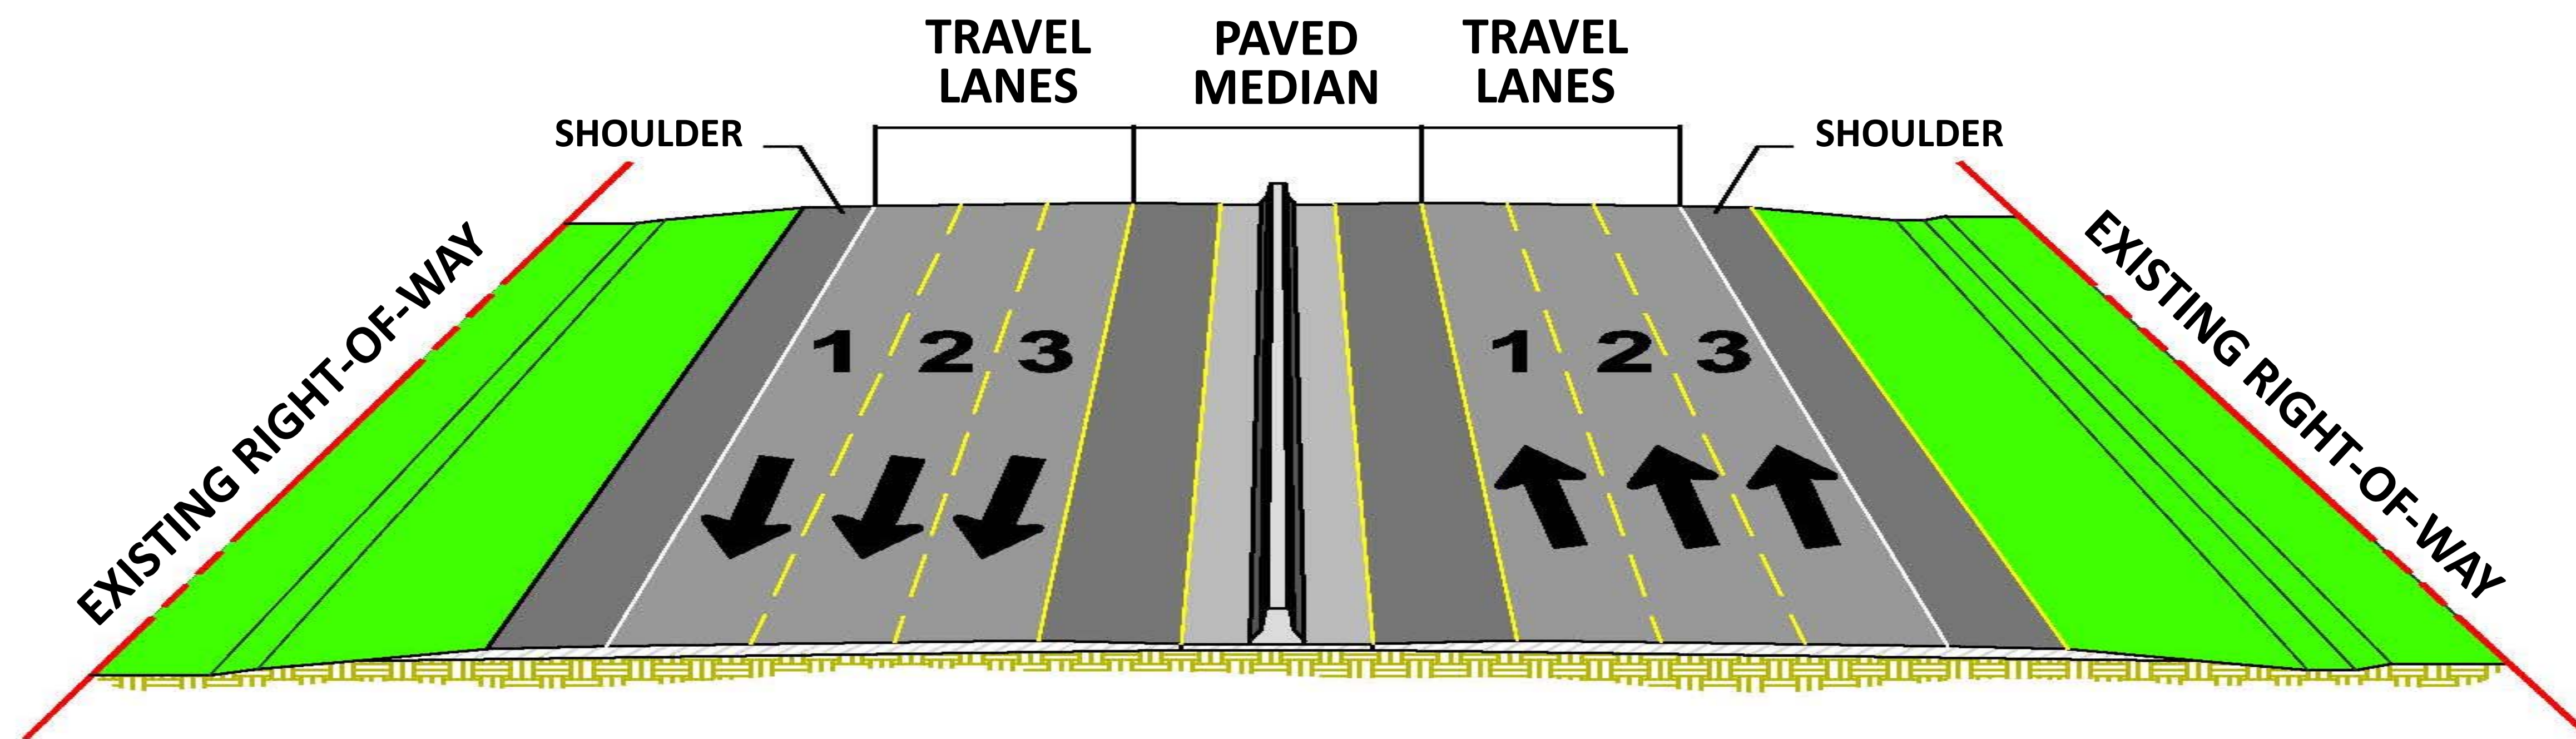 TRAVEL
LANES
PAVED
MEDIAN
TRAVEL
LANES
SHOULDER
SHOULDER
EXISTING RIGHT-OF-WAY
EXISTING RIGHT-OF-WAY
1 2 3
1 2 3